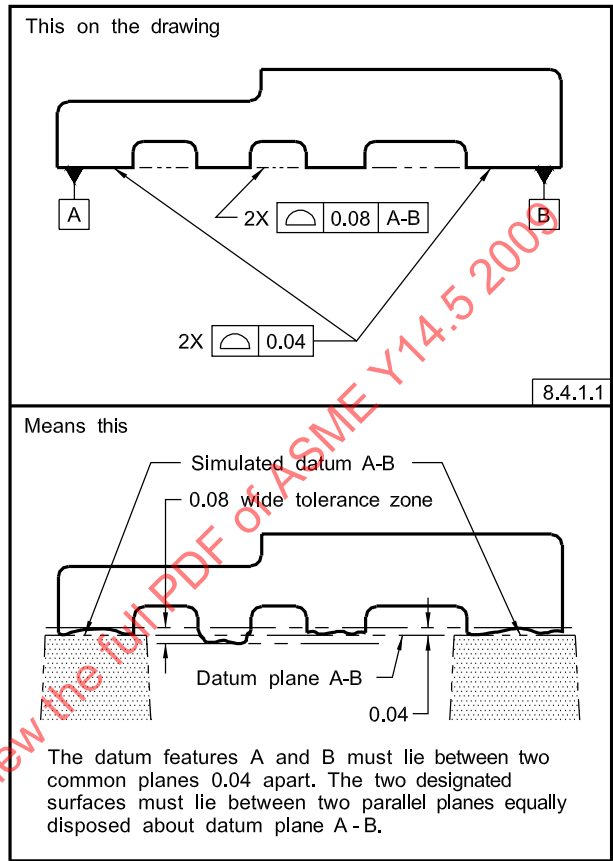 This on the drawing
A
2X ⌓ 0.08 A-B
B
2X ⌓ 0.04
8.4.1.1
Means this
Simulated datum A-B
0.08 wide tolerance zone
Datum plane A-B
0.04
The datum features A and B must lie between two
common planes 0.04 apart. The two designated
surfaces must lie between two parallel planes equally
disposed about datum plane A-B.
the full PDF of ASME Y14.5 2009